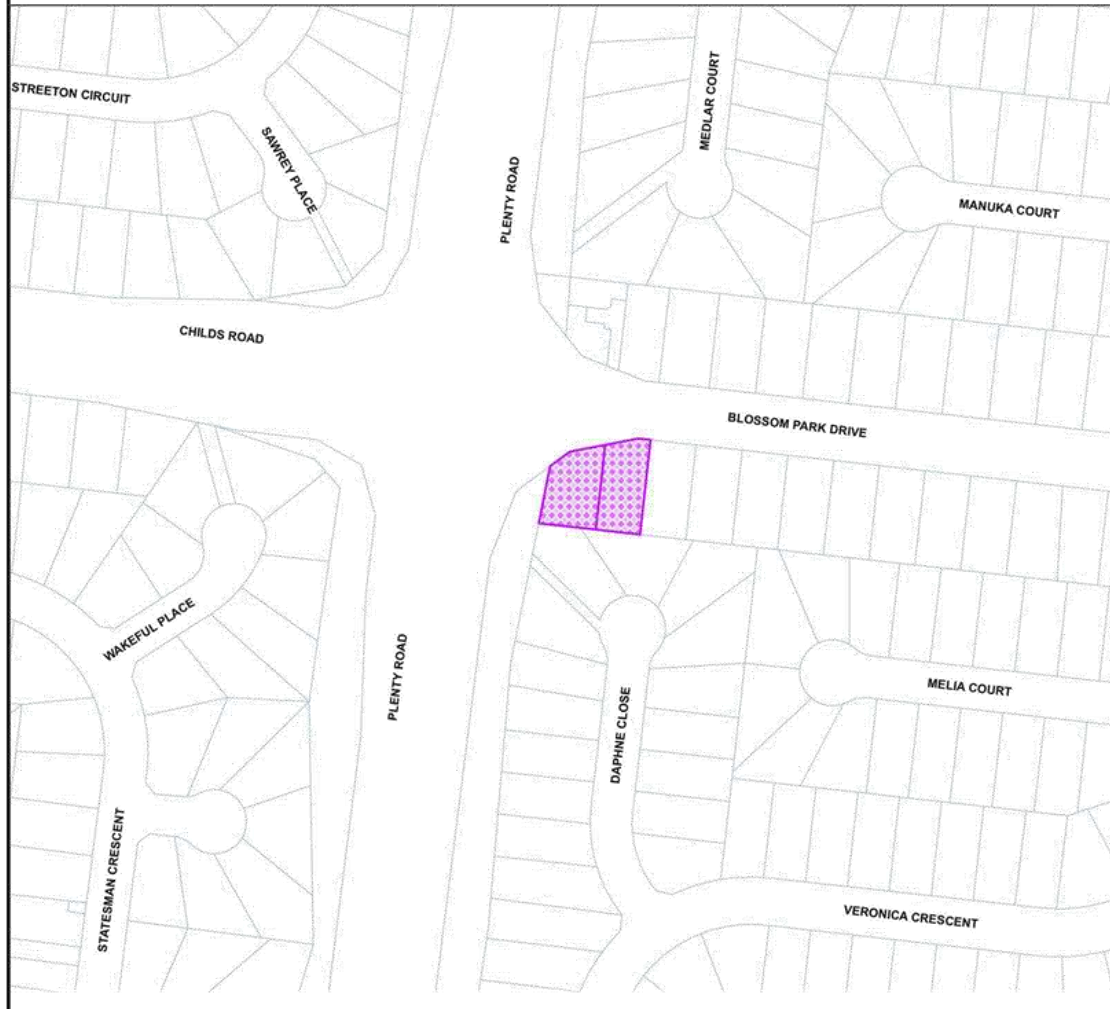 STREETON CIRCUIT
SAWREY PLACE
MEDLAR COURT
PLENTY ROAD
MANUKA COURT
CHILDS ROAD
BLOSSOM PARK DRIVE
WAKEFUL PLACE
PLENTY ROAD
DAPHNE CLOSE
MELIA COURT
STATESMAN CRESCENT
VERONICA CRESCENT